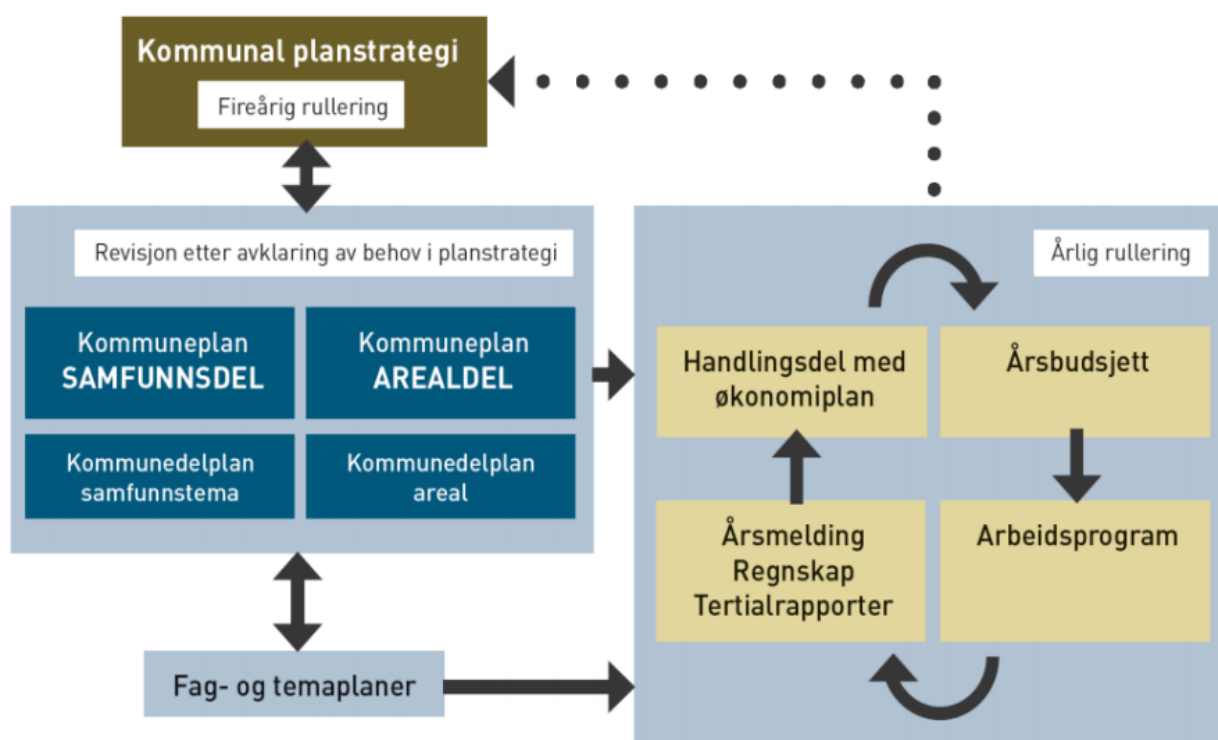 Kommunal planstrategi
Fireårig rullering
Revisjon etter avklaring av behov i planstrategi
Kommuneplan
SAMFUNNSDEL
Kommuneplan
AREALDEL
Kommunedelplan
samfunnstema
Kommunedelplan
areal
Fag- og temaplaner
Årlig rullering
Handlingsdel med
økonomiplan
Årsbudsjett
Årsmelding
Regnskap
Tertialrapporter
Arbeidsprogram